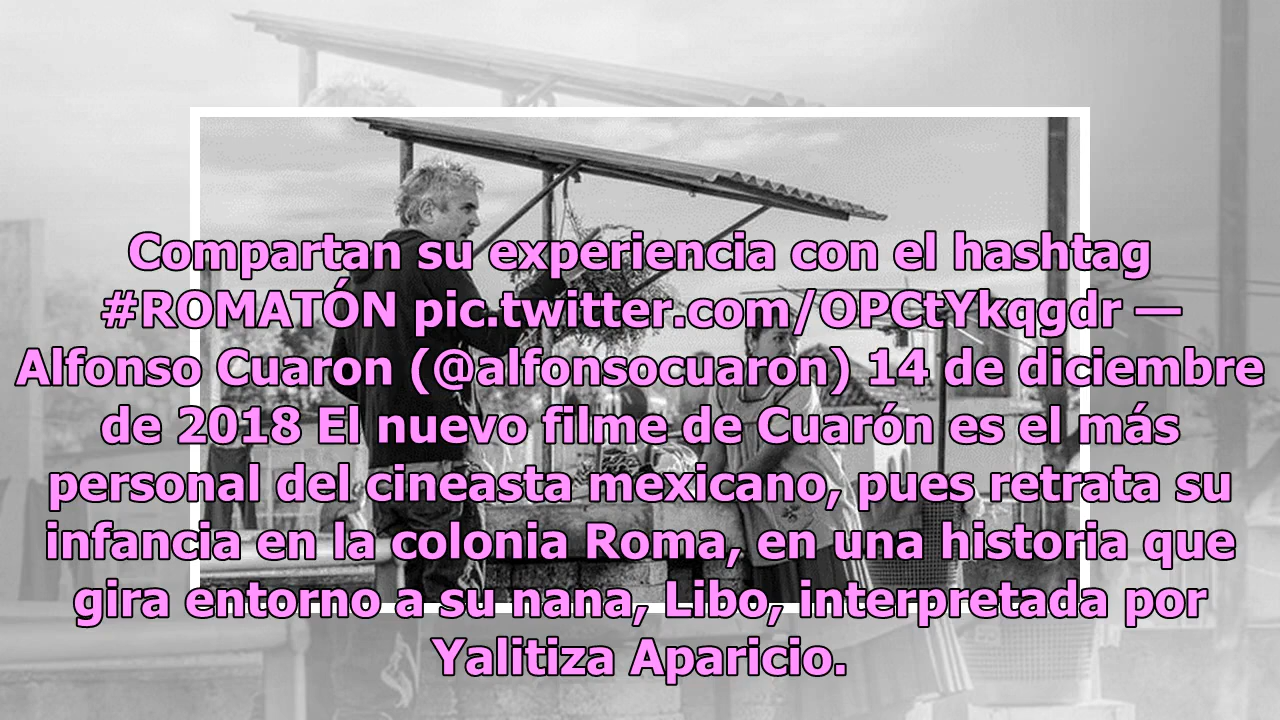 Compartan su experiencia con el hashtag
#ROMATÓN pic.twitter.com/OPCtYkqgdr —
Alfonso Cuaron (@alfonsocuaron) 14 de diciembre
de 2018 El nuevo filme de Cuarón es el más
personal del cineasta mexicano, pues retrata su
infancia en la colonia Roma, en una historia que
gira entorno a su nana, Libo, interpretada por
Yalitiza Aparicio.